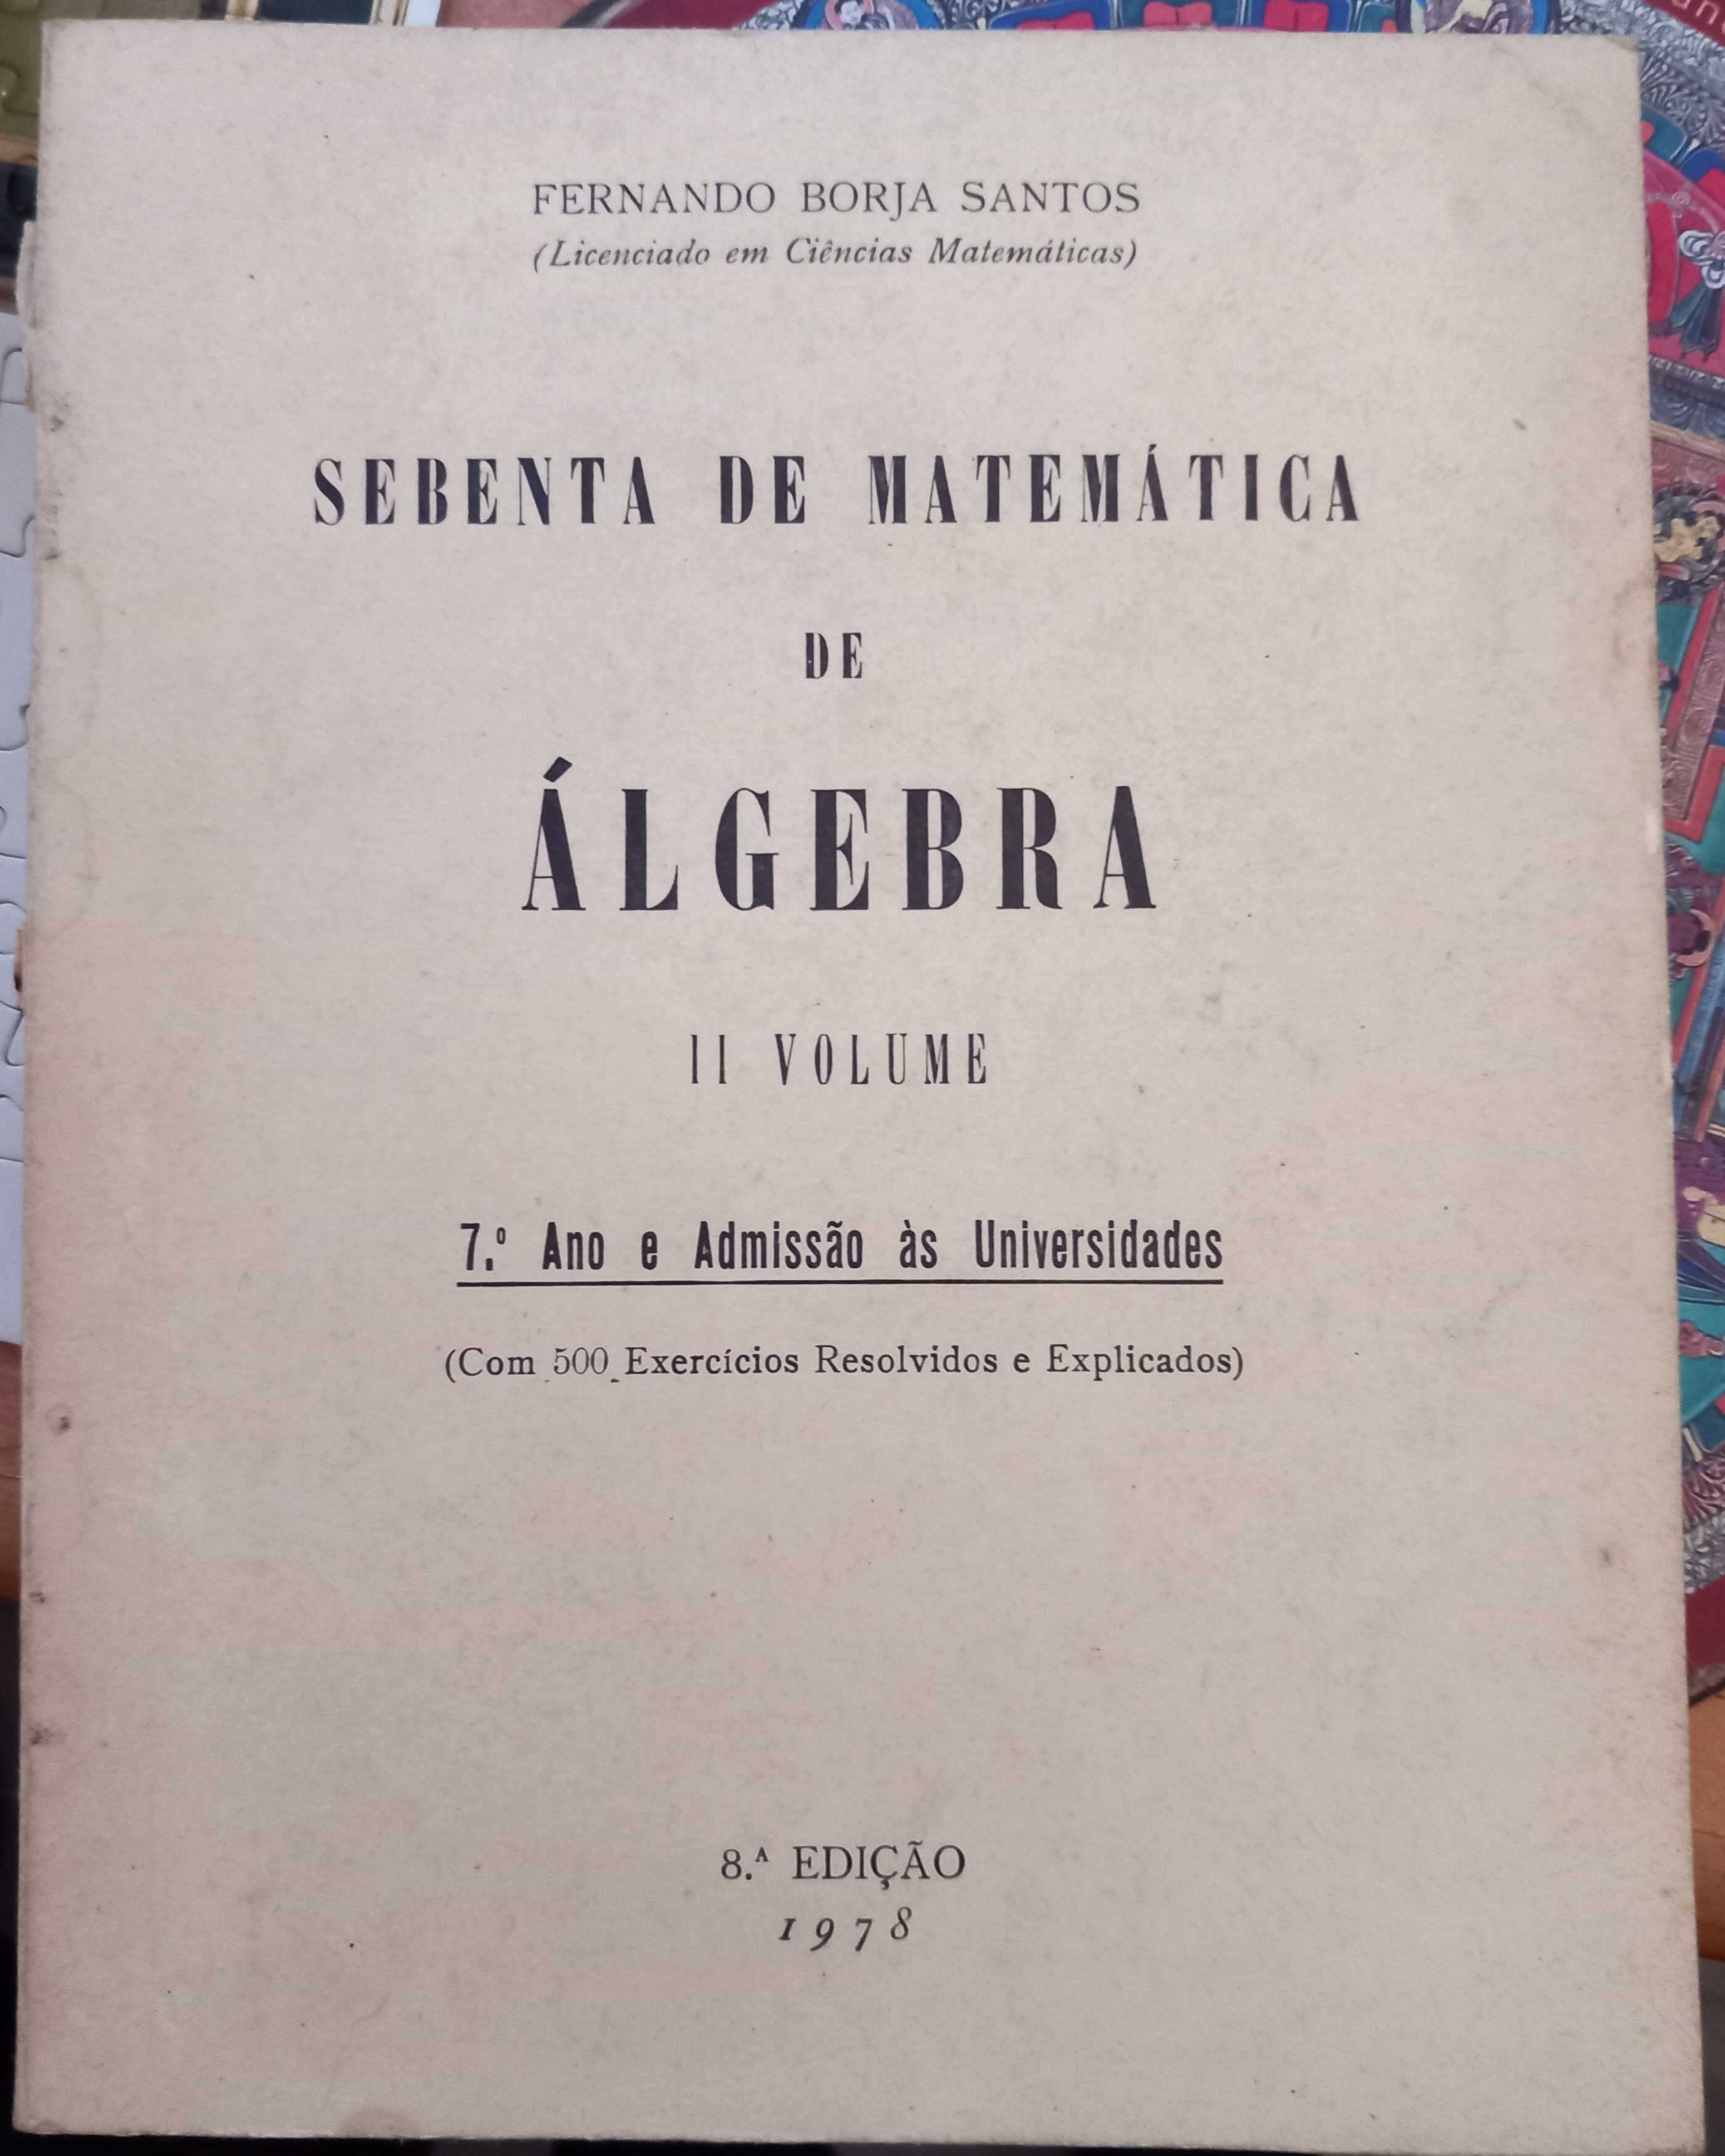 FERNANDO BORJA SANTOS
(Licenciado em Ciências Matemáticas)
SEBENTA DE MATEMÁTICA
DE
ÁLGEBRA
II VOLUME
7.º Ano e Admissão às Universidades
(Com 500 Exercícios Resolvidos e Explicados)
8.ᴬ EDIÇÃO
1978